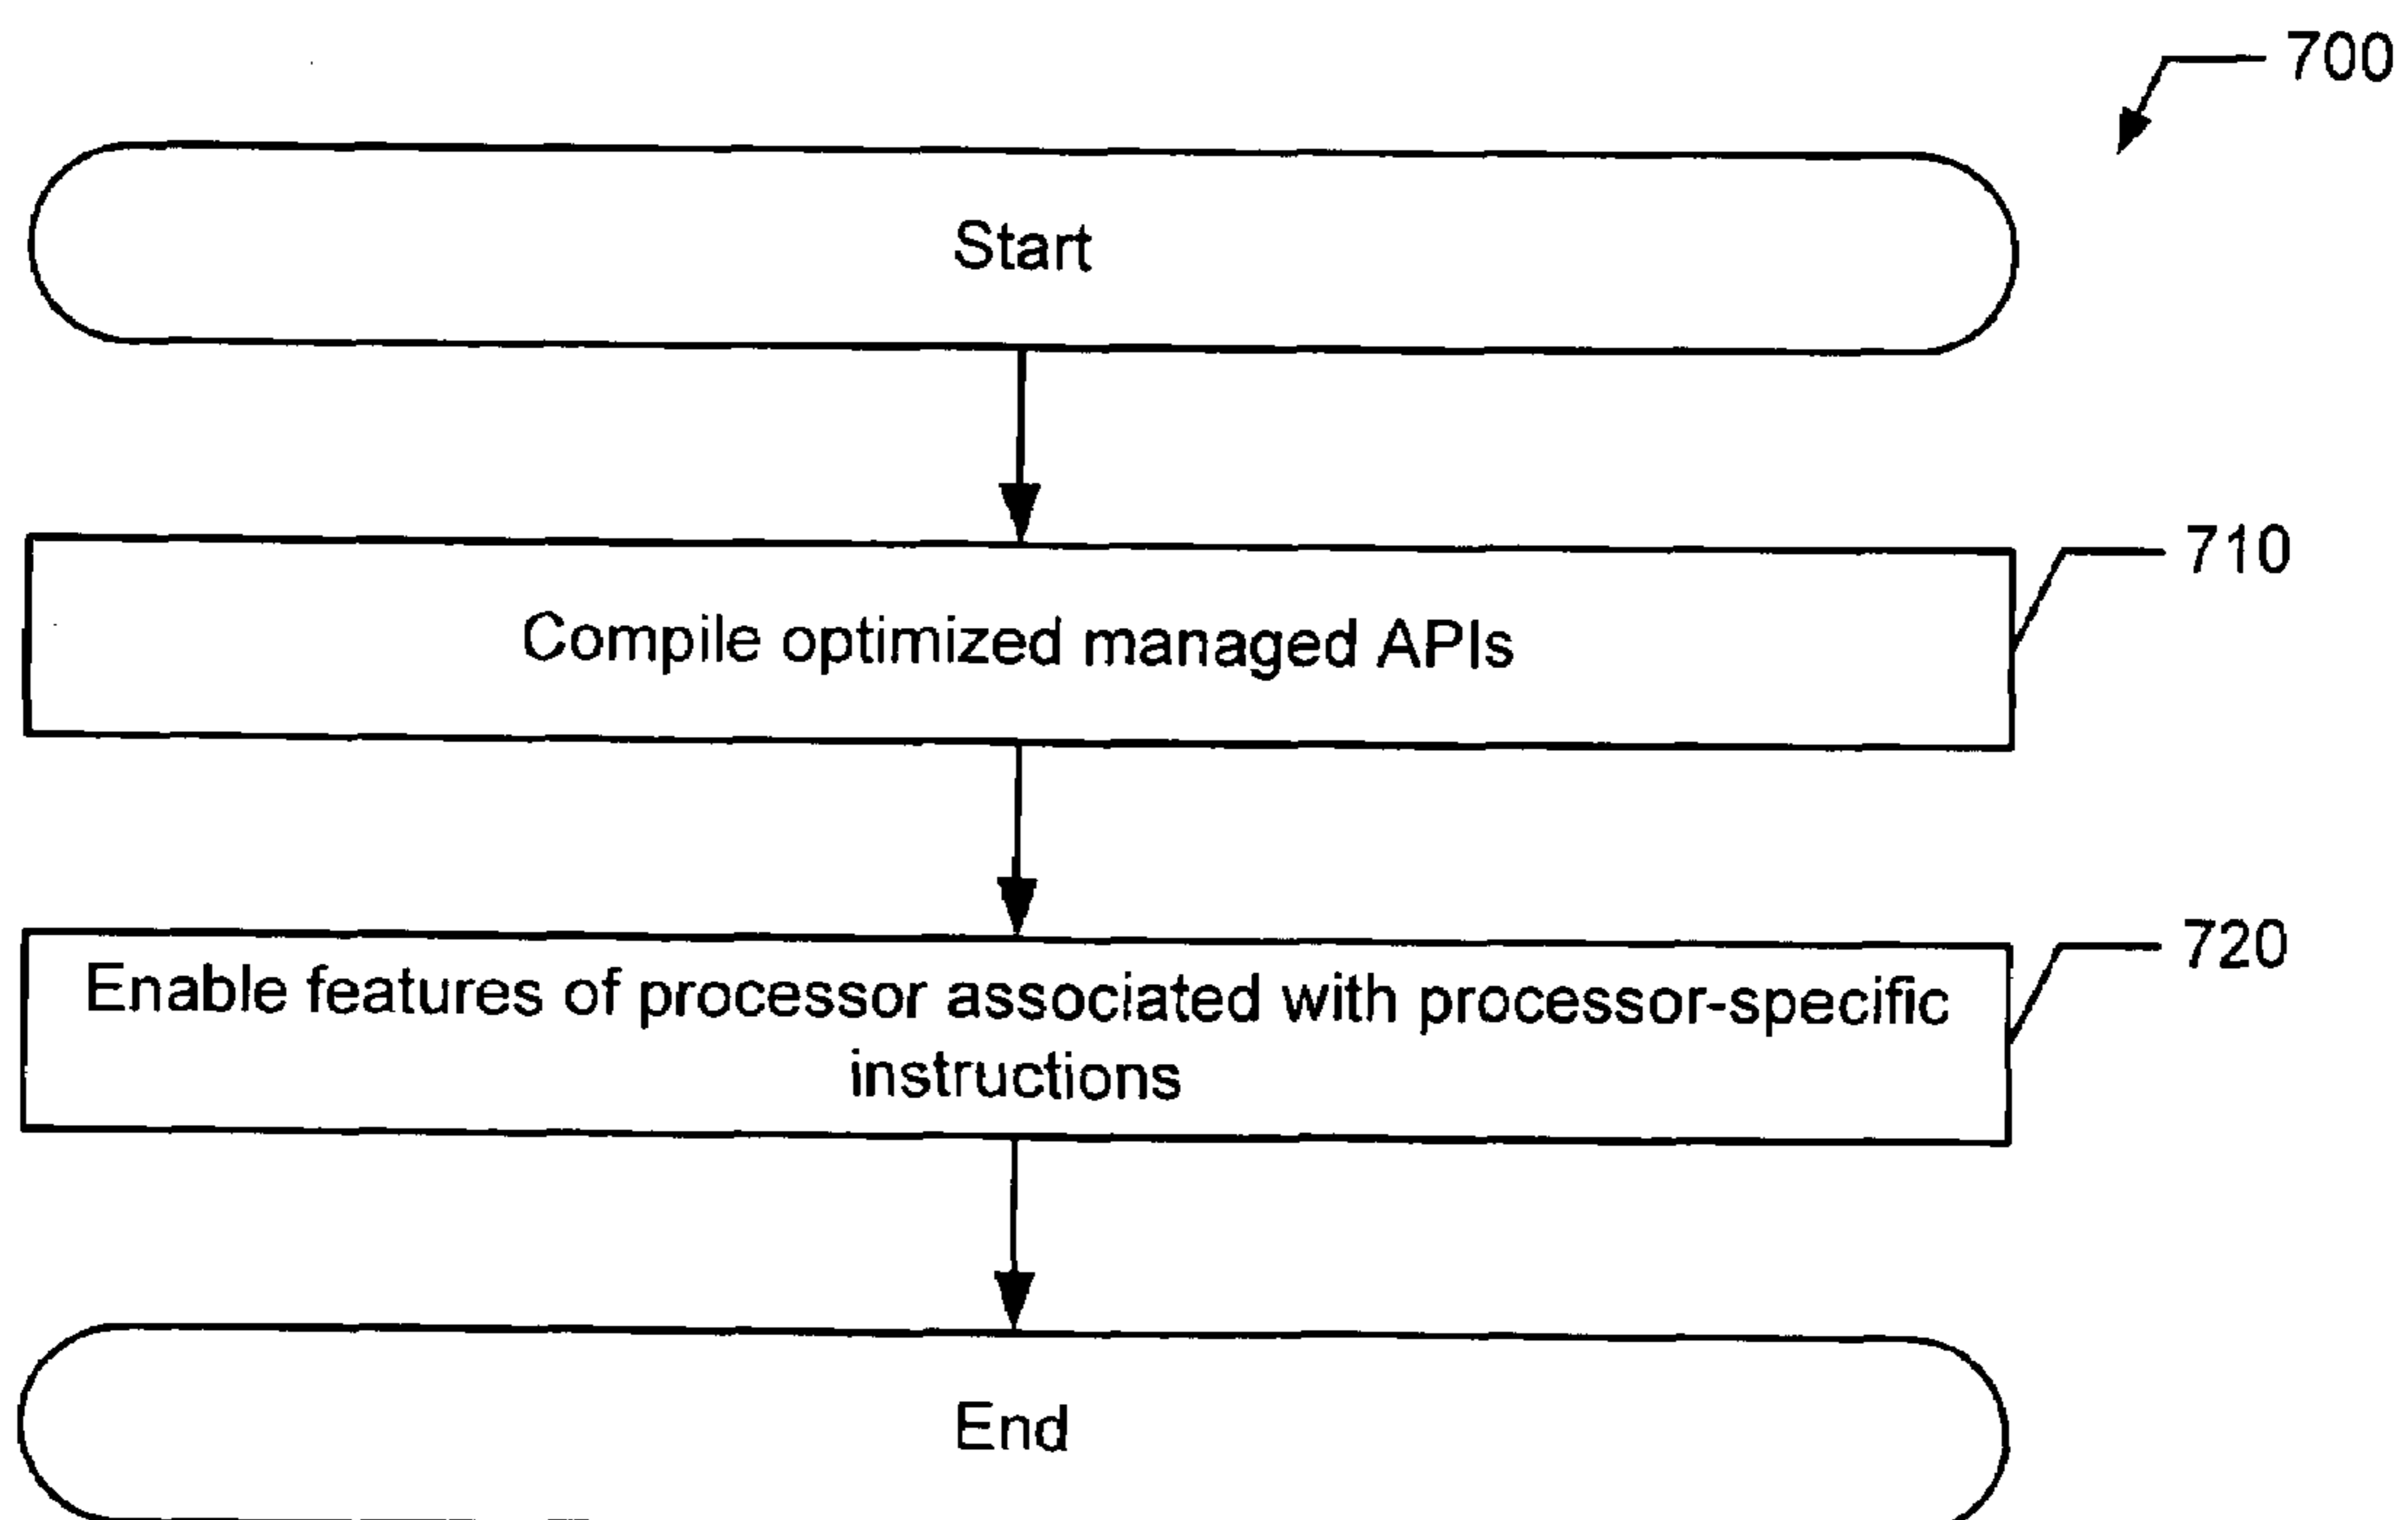 700
Start
710
Compile optimized managed APIs
720
Enable features of processor associated with processor-specific
instructions
End